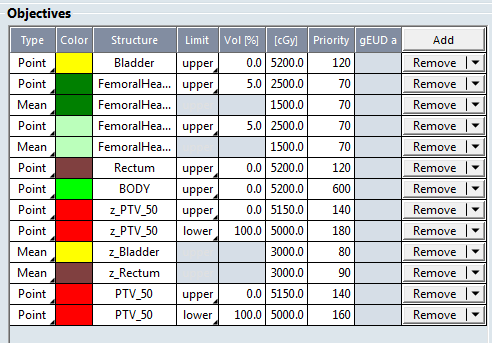 Objectives
Type Color Structure Limit Vol [%] [cGy] Priority gEUD a Add
Point Bladder upper 0.0 5200.0 120 Remove
Point FemoralHea... upper 5.0 2500.0 70 Remove
Mean FemoralHea... 1500.0 70 Remove
Point FemoralHea... upper 5.0 2500.0 70 Remove
Mean FemoralHea... 1500.0 70 Remove
Point Rectum upper 0.0 5200.0 120 Remove
Point BODY upper 0.0 5200.0 600 Remove
Point z_PTV_50 upper 0.0 5150.0 140 Remove
Point z_PTV_50 lower 100.0 5000.0 180 Remove
Mean z_Bladder 3000.0 80 Remove
Mean z_Rectum 3000.0 90 Remove
Point PTV_50 upper 0.0 5150.0 140 Remove
Point PTV_50 lower 100.0 5000.0 160 Remove